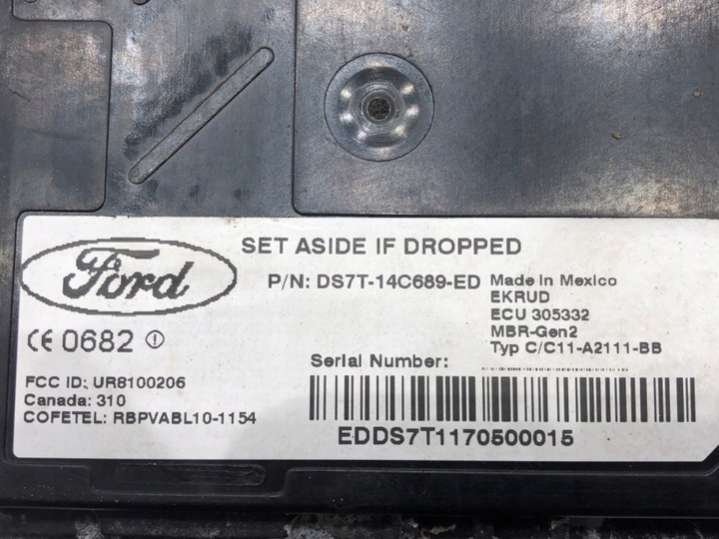 Ford
SET ASIDE IF DROPPED
P/N: DS7T-14C689-ED
Made In Mexico
EKRUD
ECU 305332
MBR-Gen2
Typ C/C11-A2111-BB
CE 0682
FCC ID: UR8100206
Canada: 310
COFETEL: RBPVABL10-1154
Serial Number:
EDDS7T1170500015